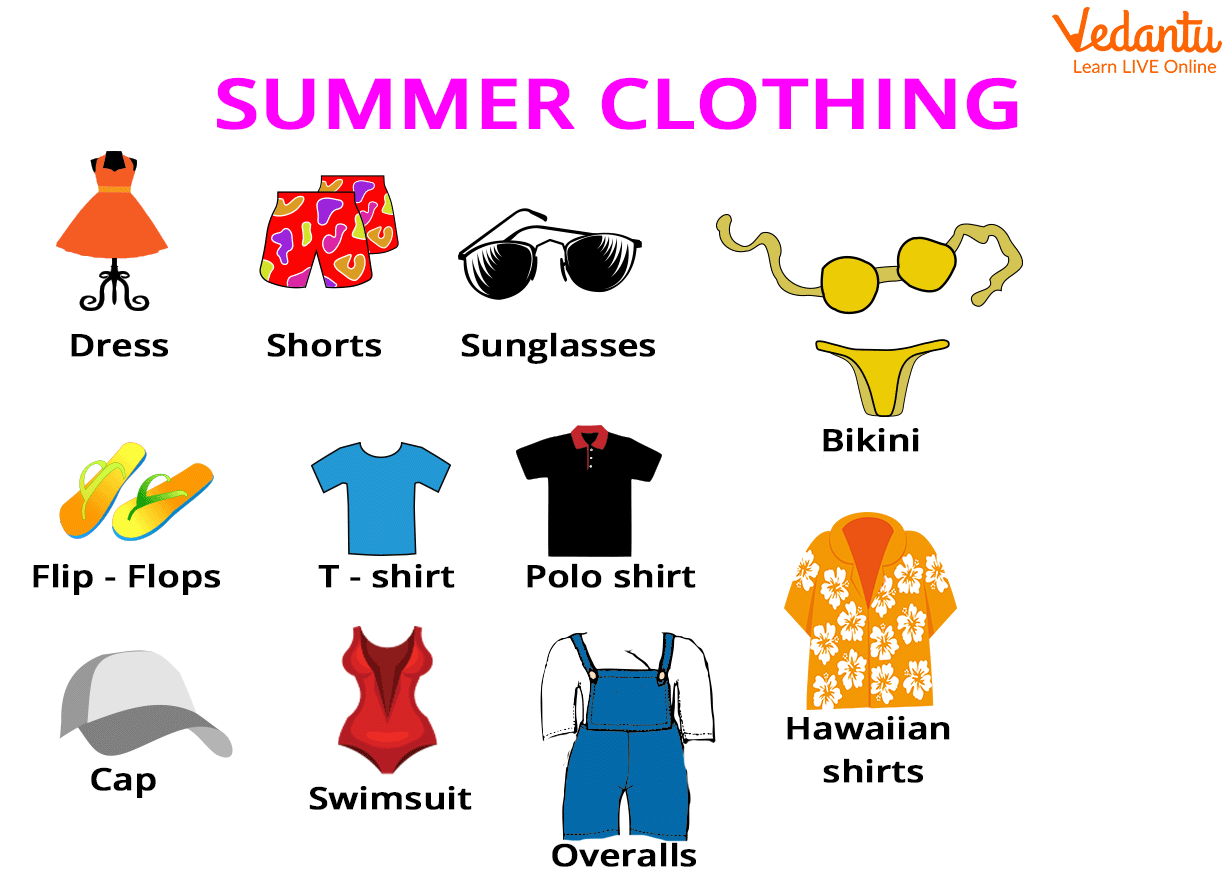 Vedantu
Learn LIVE Online
SUMMER CLOTHING
Dress
Shorts
Sunglasses
Bikini
Flip - Flops
T - shirt
Polo shirt
Hawaiian
shirts
Cap
Swimsuit
Overalls